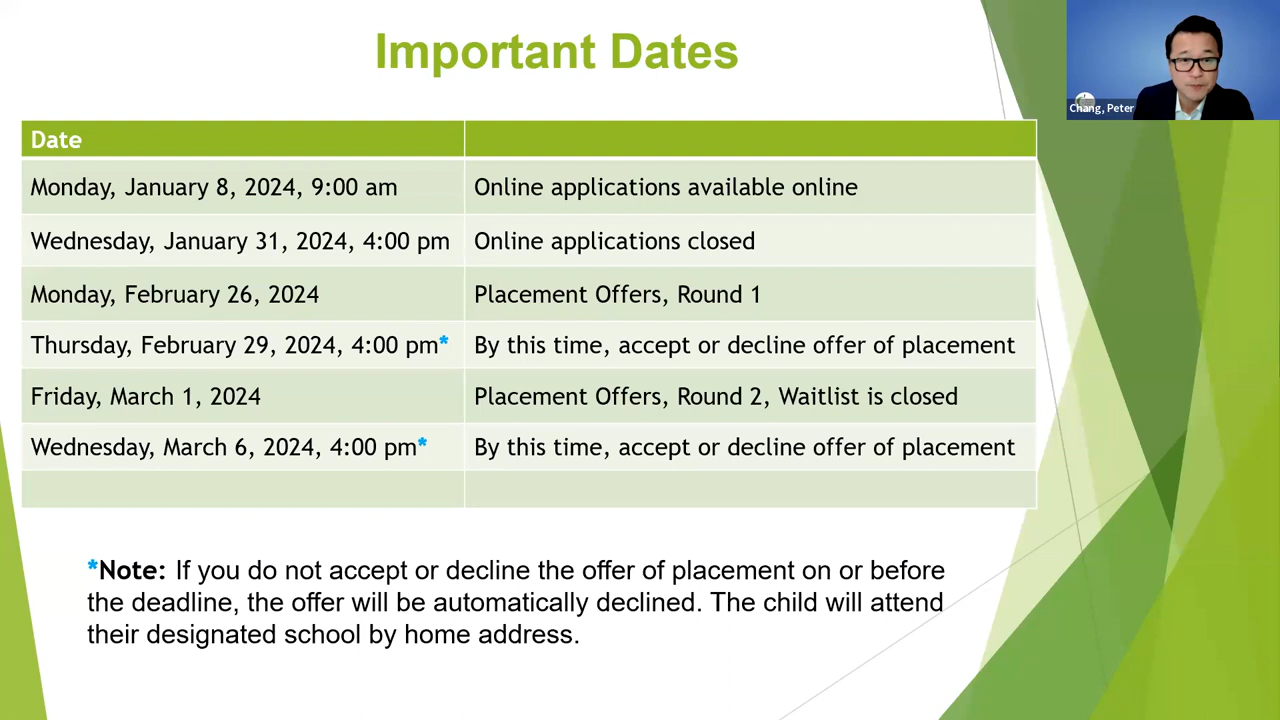 Important Dates
Chang, Peter
Date
Monday, January 8, 2024, 9:00 am Online applications available online
Wednesday, January 31, 2024, 4:00 pm Online applications closed
Monday, February 26, 2024 Placement Offers, Round 1
Thursday, February 29, 2024, 4:00 pm* By this time, accept or decline offer of placement
Friday, March 1, 2024 Placement Offers, Round 2, Waitlist is closed
Wednesday, March 6, 2024, 4:00 pm* By this time, accept or decline offer of placement
*Note: If you do not accept or decline the offer of placement on or before
the deadline, the offer will be automatically declined. The child will attend
their designated school by home address.